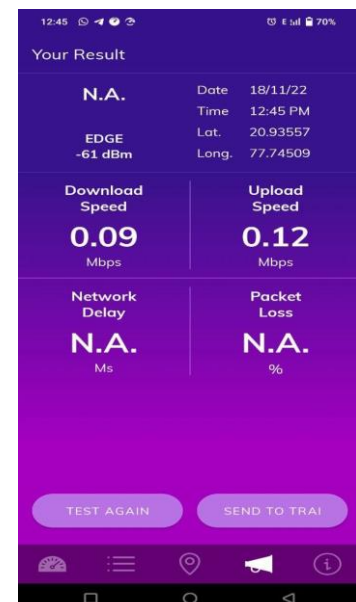 12:45
E 70%
Your Result
N.A.
EDGE
-61 dBm
Date 18/11/22
Time 12:45 PM
Lat. 20.93557
Long. 77.74509
Download
Speed
0.09
Mbps
Upload
Speed
0.12
Mbps
Network
Delay
N.A.
Ms
Packet
Loss
N.A.
%
TEST AGAIN
SEND TO TRAI